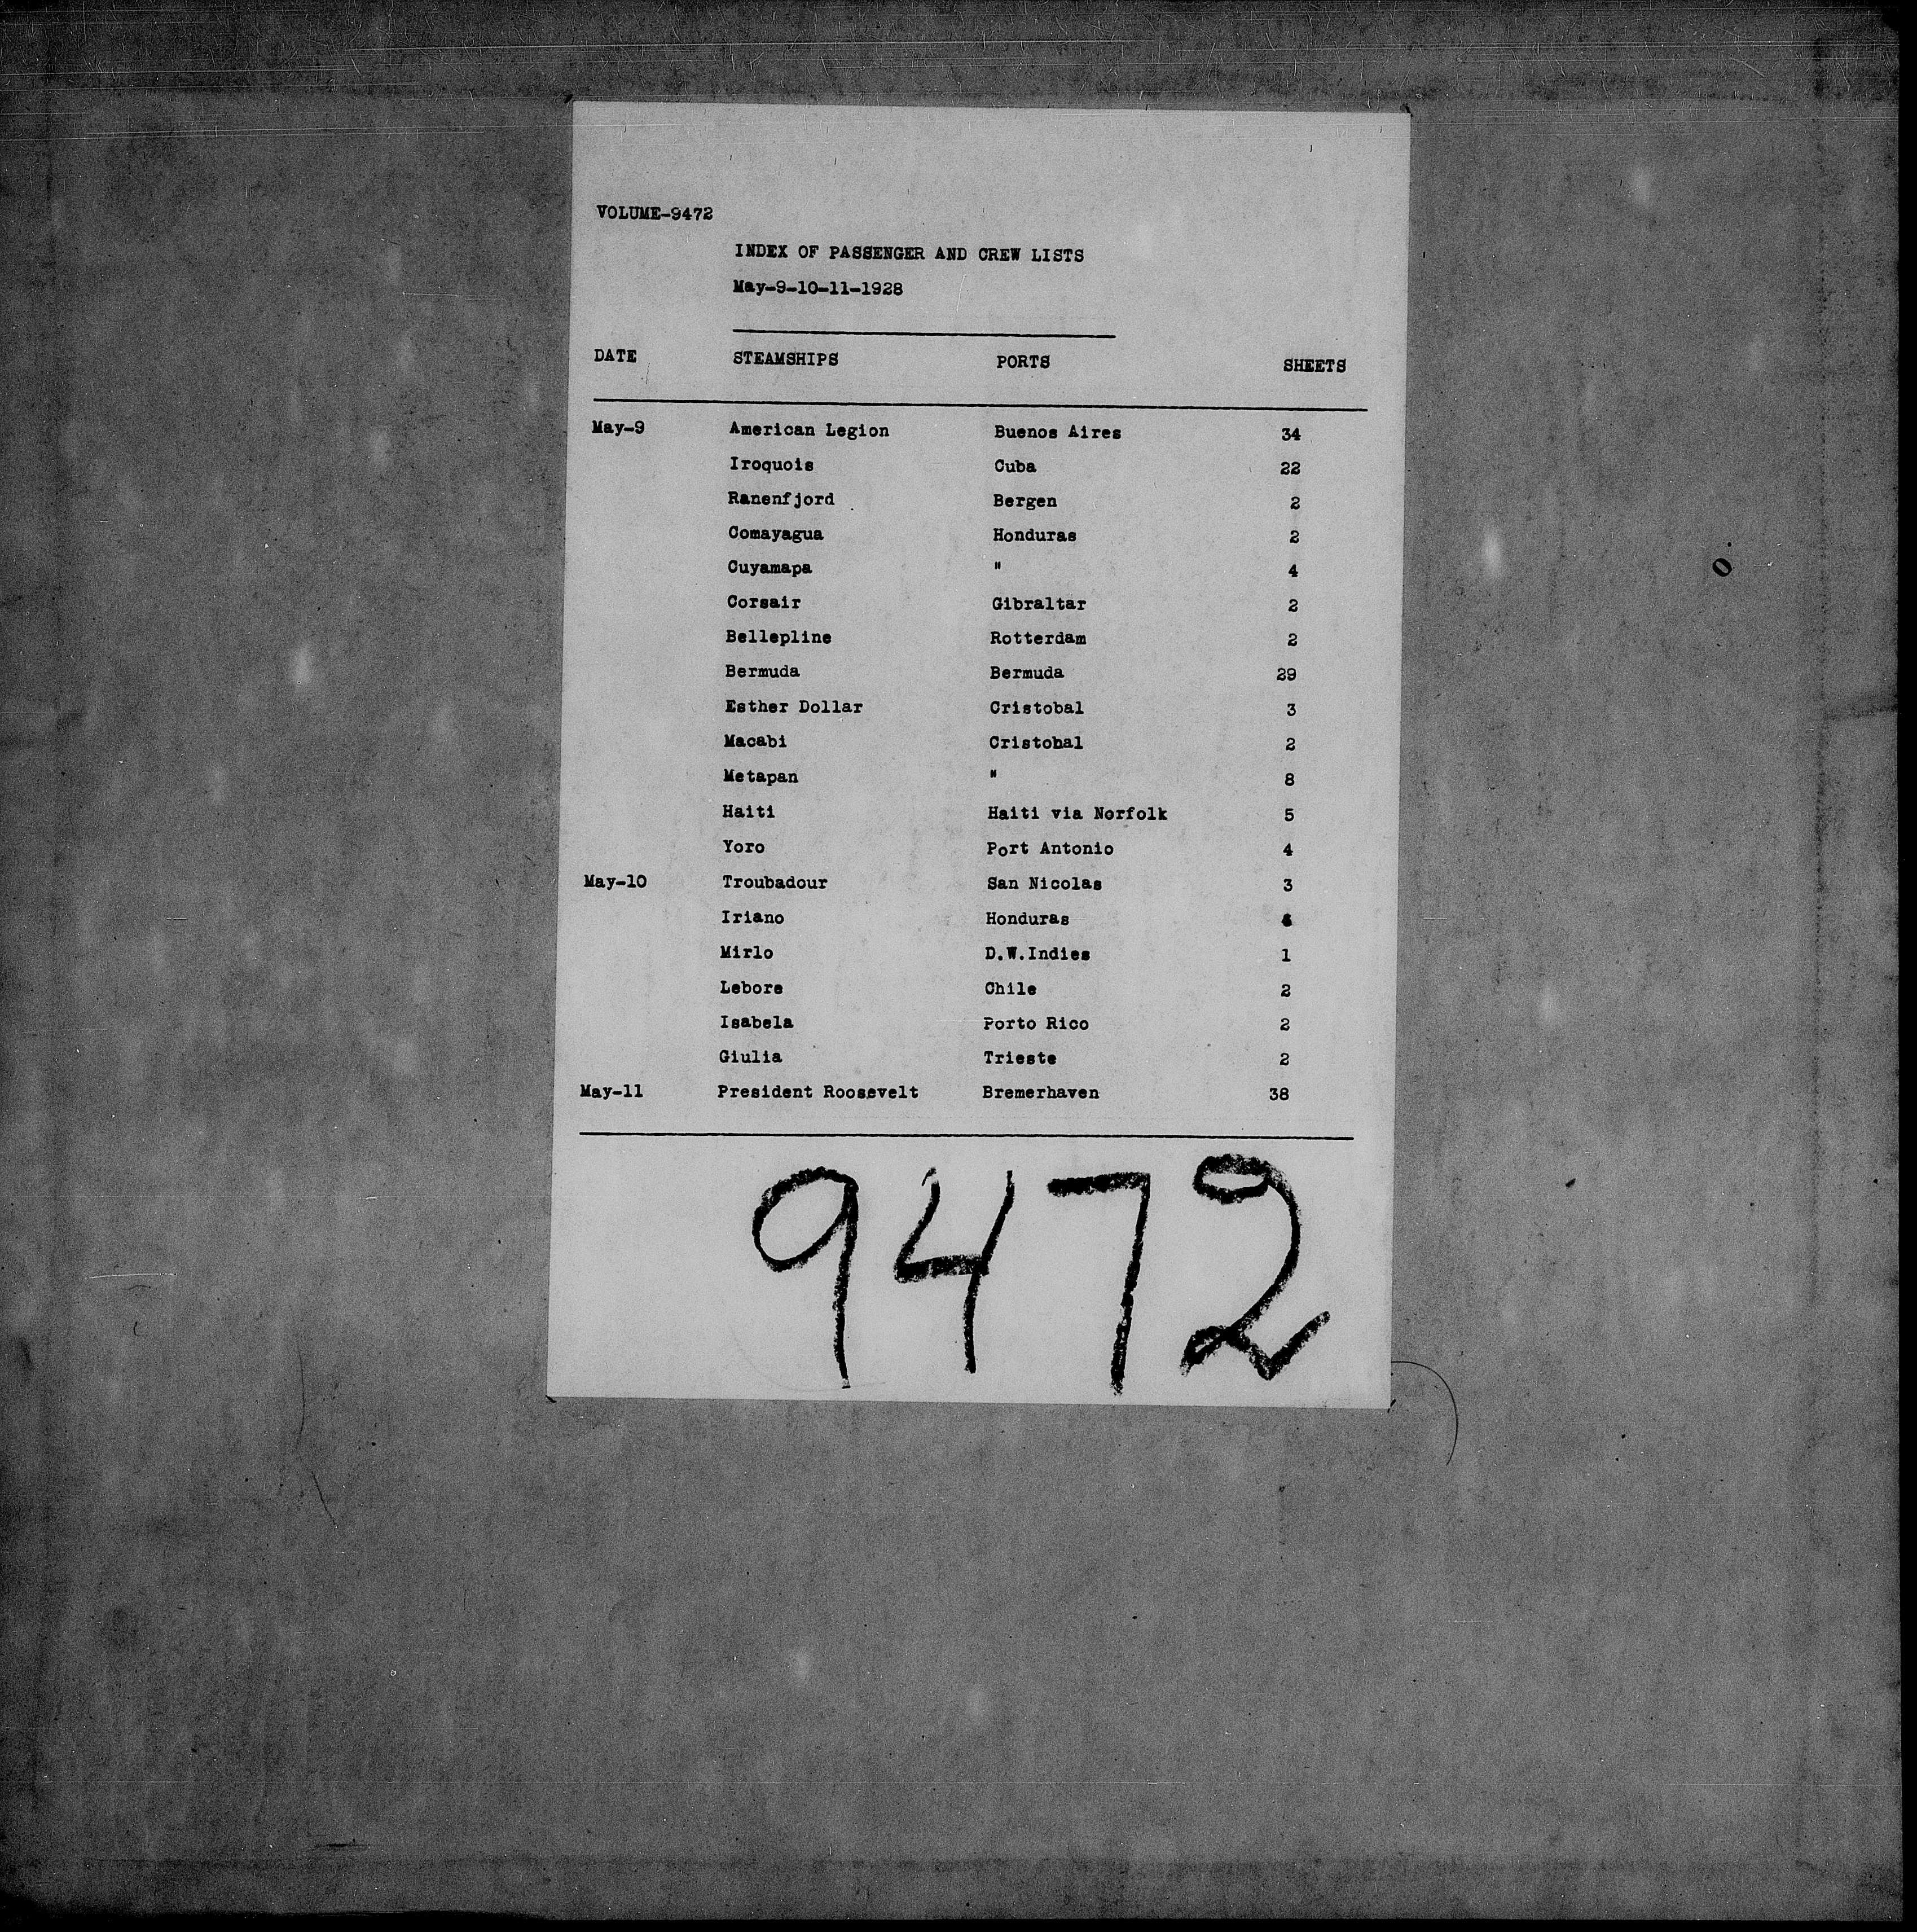 VOLUME-9472
INDEX OF PASSENGER AND CREW LISTS
May-9-10-11-1928
DATE STEAMSHIPS PORTS SHEETS
May-9 American Legion Buenos Aires 34
Iroquois Cuba 22
Ranenfjord Bergen 2
Comayagua Honduras 2
Cuyamapa " 4
Corsair Gibraltar 2
Bellepline Rotterdam 2
Bermuda Bermuda 29
Esther Dollar Cristobal 3
Macabi Cristobal 2
Metapan " 8
Haiti Haiti via Norfolk 5
Yoro Port Antonio 4
May-10 Troubadour San Nicolas 3
Iriano Honduras
Mirlo D.W.Indies 1
Lebore Chile 2
Isabela Porto Rico 2
Giulia Trieste 2
May-11 President Roosevelt Bremerhaven 38
9472